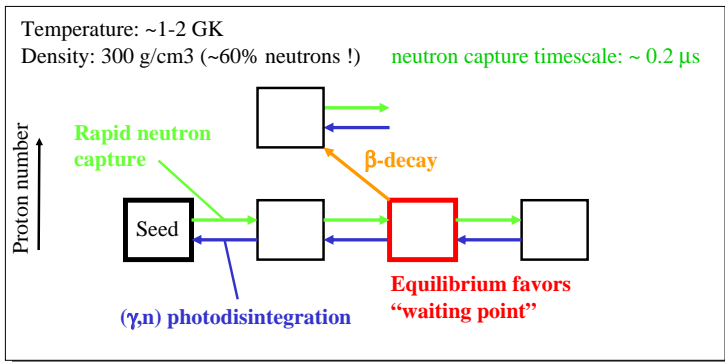 Temperature: ~1-2 GK
Density: 300 g/cm3 (~60% neutrons !)
neutron capture timescale: ~ 0.2 μs
Rapid neutron
capture
β-decay
Proton number
Seed
Equilibrium favors
“waiting point”
(γ,n) photodisintegration